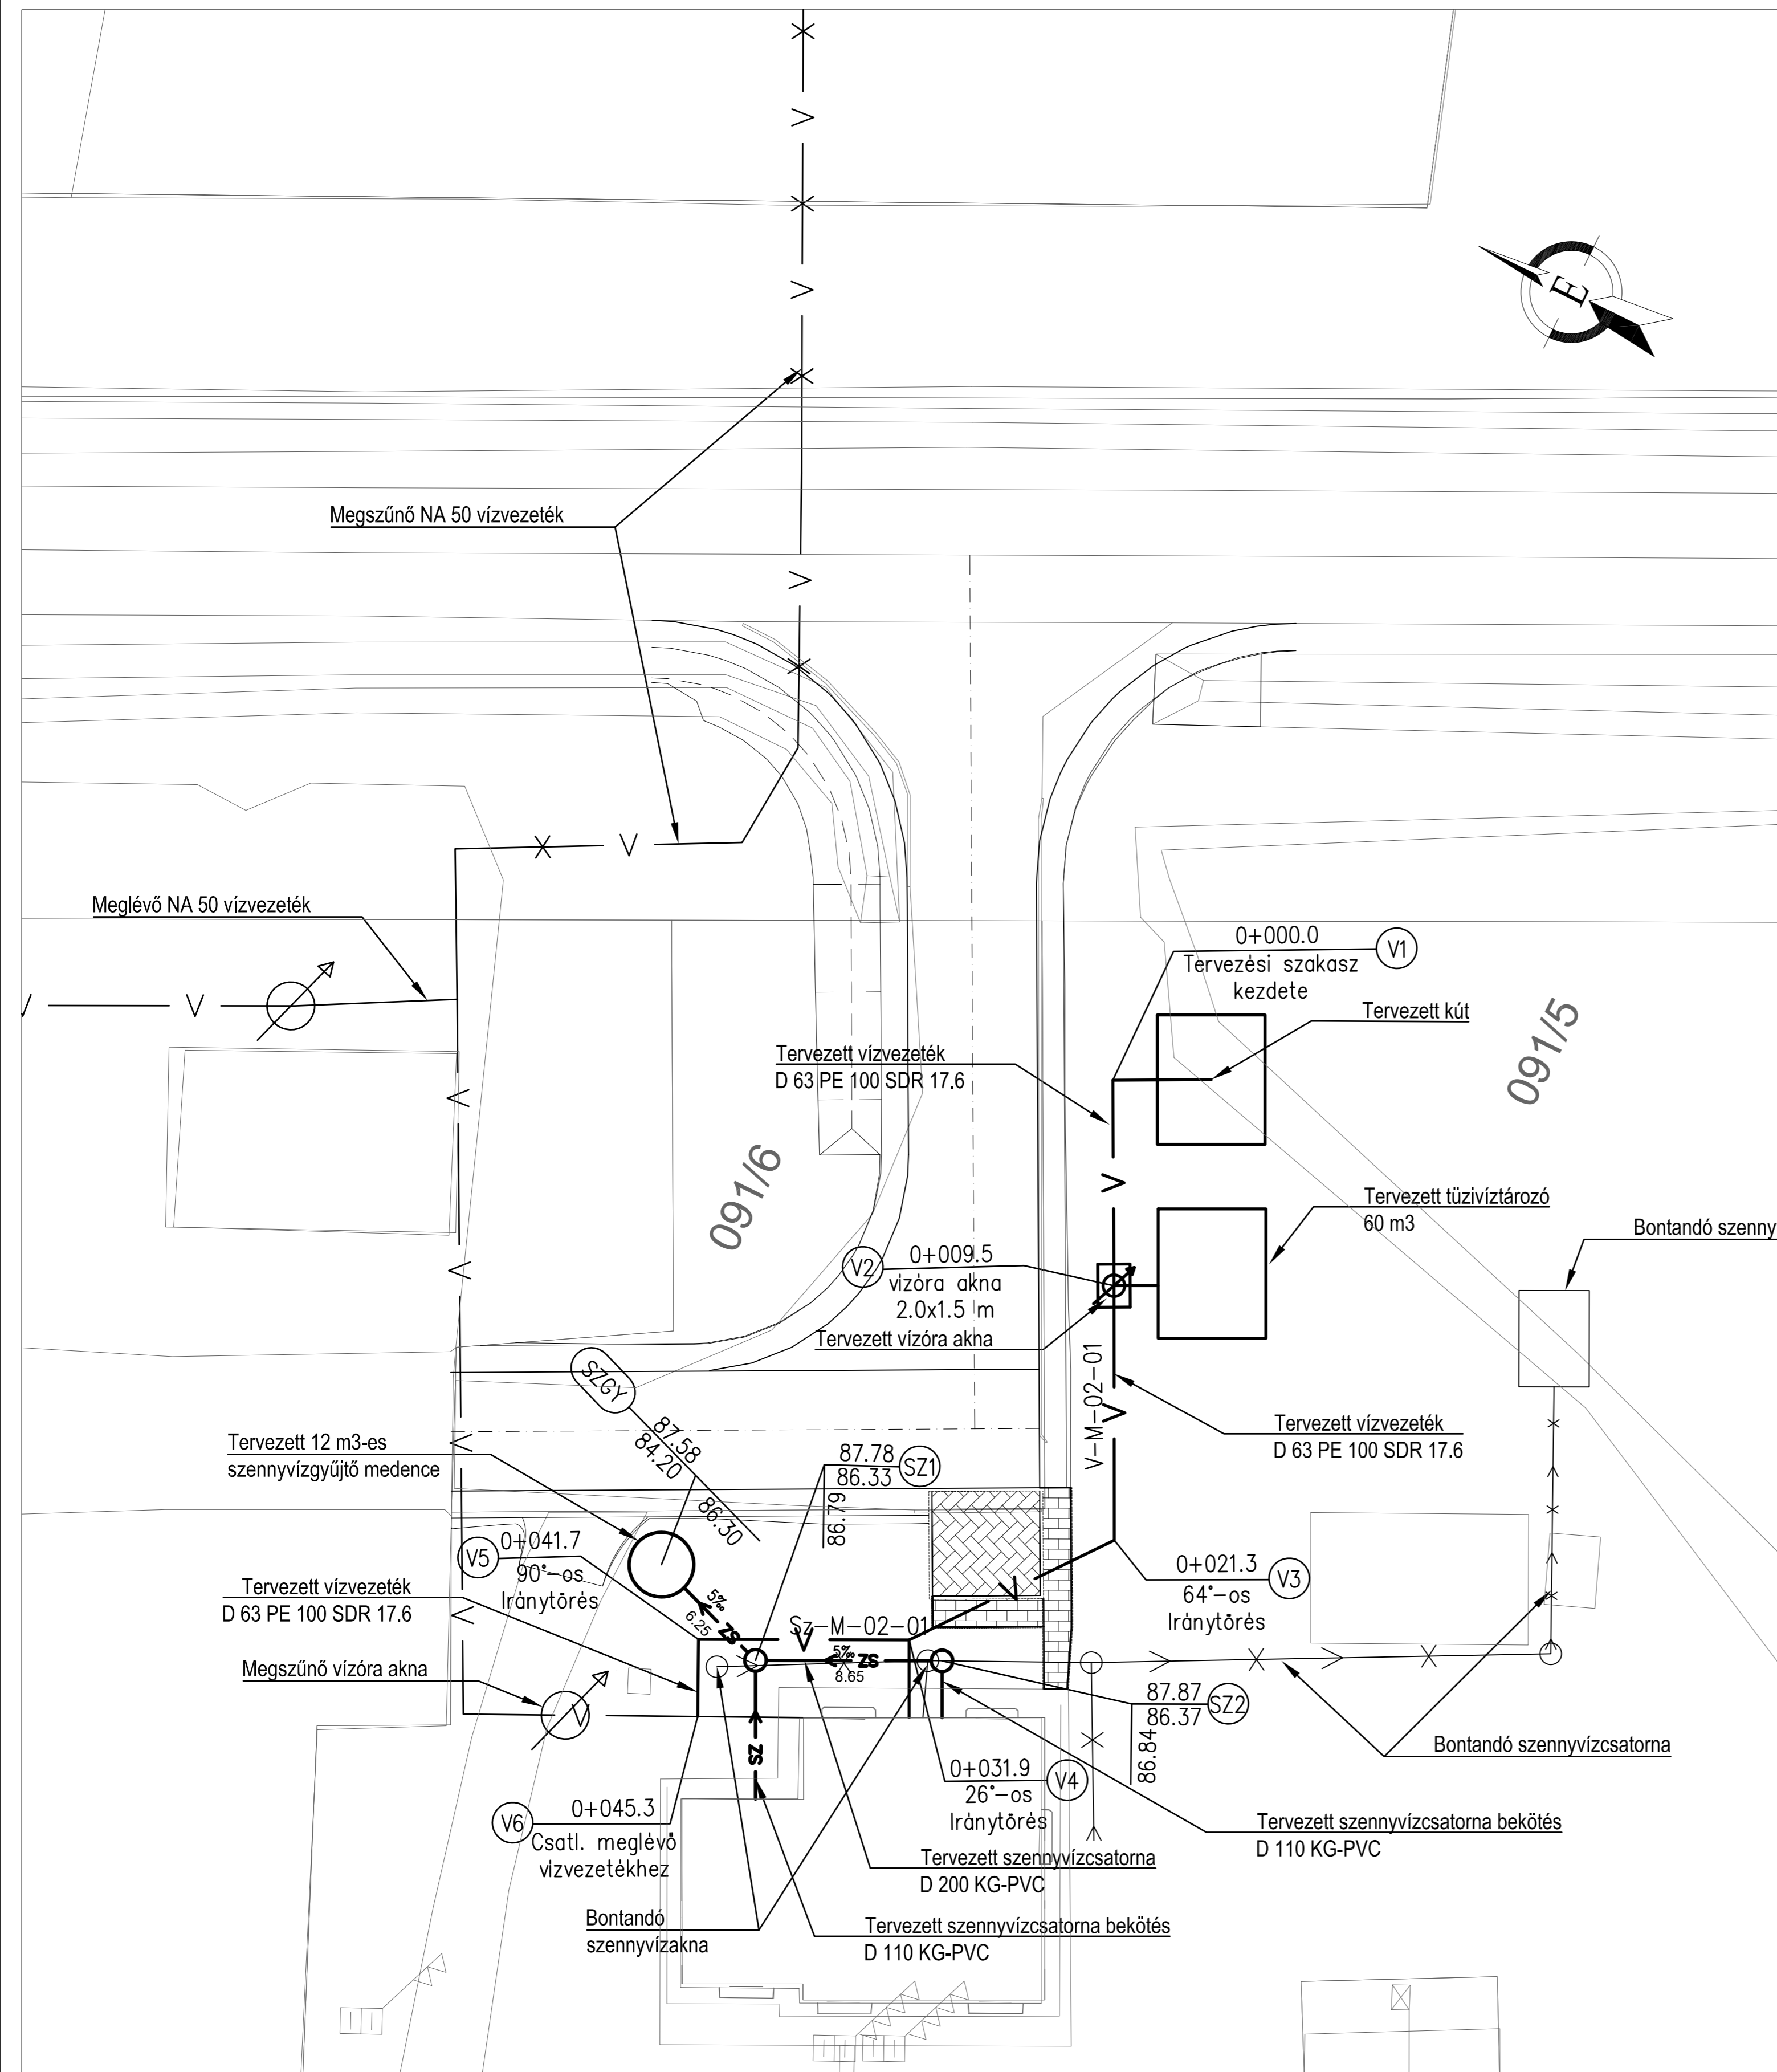 V
V
E
Megszűnő NA 50 vízvezeték
V
V
Meglévő NA 50 vízvezeték
V
V
0+000.0
V1
Tervezési szakasz
kezdete
Tervezett kút
091/5
Tervezett vízvezeték
D 63 PE 100 SDR 17.6
V
091/6
V
Tervezett tüzivíztározó
60 m3
Bontandó szenny
V2
0+009.5
vizóra akna
2.0x1.5 m
Tervezett vízóra akna
V
V-M-02-01
V
SZGY
87.58
84.20
86.30
Tervezett vízvezeték
D 63 PE 100 SDR 17.6
Tervezett 12 m3-es
szennyvízgyűjtő medence
V
87.78
86.33
SZ1
86.79
V5
0+041.7
90°-os
Iránytörés
0+021.3
V3
64°-os
Iránytörés
Tervezett vízvezeték
D 63 PE 100 SDR 17.6
V
5‰
6.25
SZ
V
Sz-M-02-01
V
5‰
8.65
SZ
Megszűnő vízóra akna
V
SZ
87.87
86.37
SZ2
86.84
Bontandó szennyvízcsatorna
0+031.9
V4
26°-os
Iránytörés
V6
0+045.3
Csatl. meglévő
vizvezetékhez
Tervezett szennyvízcsatorna bekötés
D 110 KG-PVC
Tervezett szennyvízcsatorna
D 200 KG-PVC
Bontandó
szennyvízakna
Tervezett szennyvízcsatorna bekötés
D 110 KG-PVC